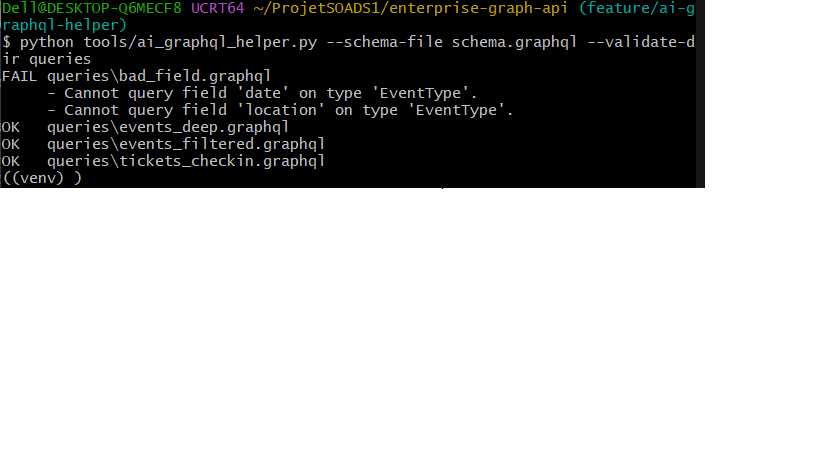 Dell@DESKTOP-Q6MECF8 UCRT64 ~/ProjetSOADS1/enterprise-graph-api (feature/ai-g
raphql-helper)
$ python tools/ai_graphql_helper.py --schema-file schema.graphql --validate-d
ir queries
FAIL queries\bad_field.graphql
     - Cannot query field 'date' on type 'EventType'.
     - Cannot query field 'location' on type 'EventType'.
OK   queries\events_deep.graphql
OK   queries\events_filtered.graphql
OK   queries\tickets_checkin.graphql
((venv) )